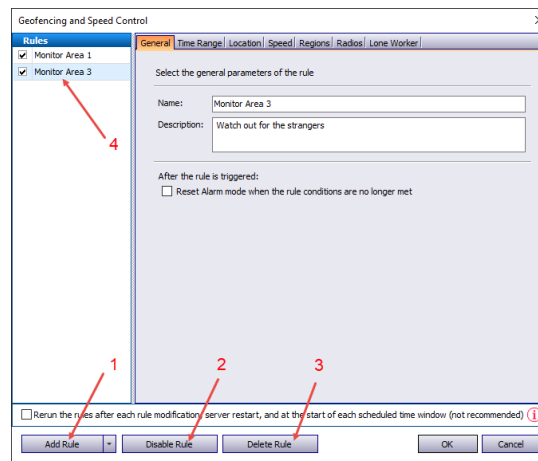 Geofencing and Speed Control
Rules
Monitor Area 1
Monitor Area 3
General Time Range Location Speed Regions Radios Lone Worker
Select the general parameters of the rule
Name: Monitor Area 3
Description: Watch out for the strangers
After the rule is triggered:
Reset Alarm mode when the rule conditions are no longer met
4
1
2
3
Rerun the rules after each rule modification, server restart, and at the start of each scheduled time window (not recommended)
Add Rule Disable Rule Delete Rule OK Cancel